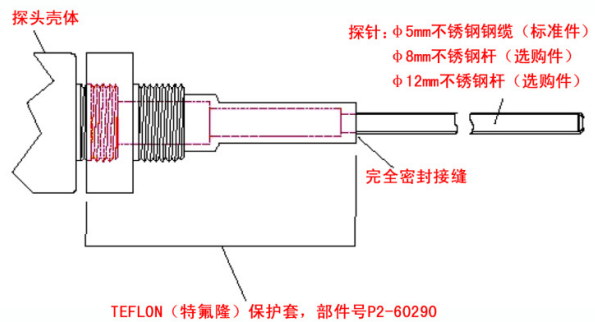 探头壳体
探针:φ5mm不锈钢钢缆(标准件)
φ8mm不锈钢杆(选购件)
φ12mm不锈钢杆(选购件)
完全密封接缝
TEFLON(特氟隆)保护套,部件号P2-60290